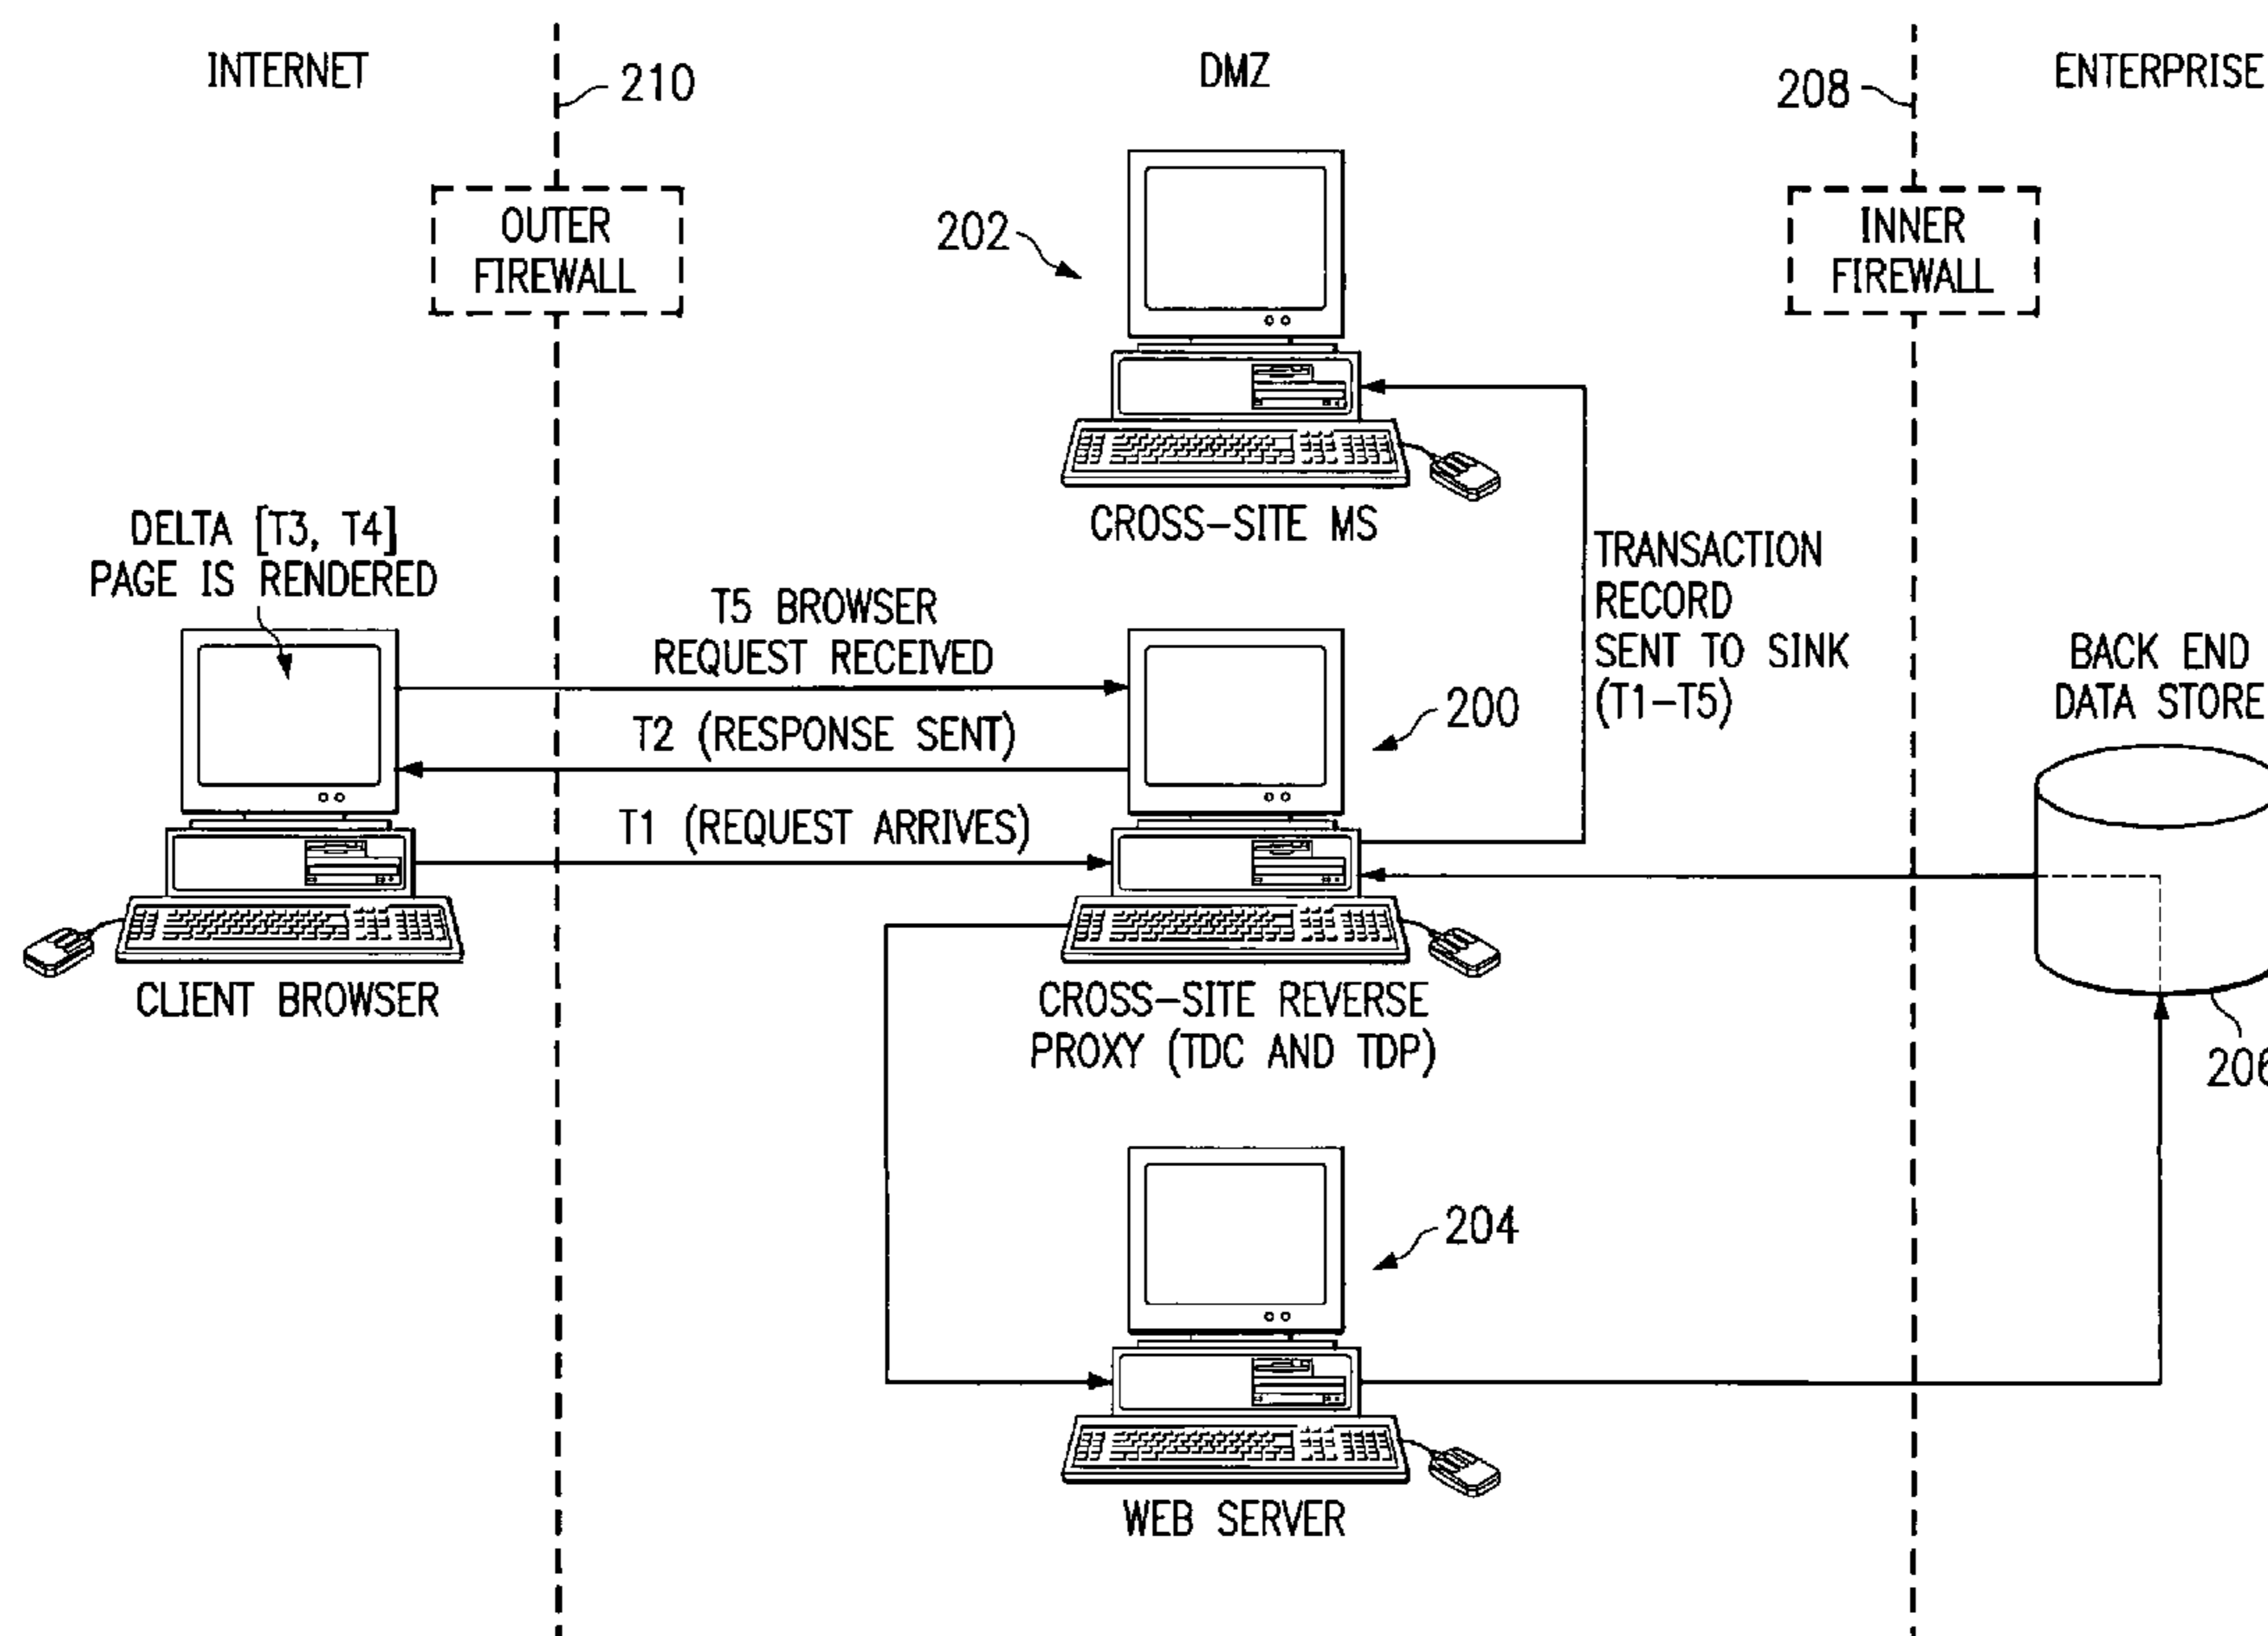 INTERNET
210
DMZ
208
ENTERPRISE
OUTER
FIREWALL
202
INNER
FIREWALL
CROSS-SITE MS
DELTA [T3, T4]
PAGE IS RENDERED
T5 BROWSER
REQUEST RECEIVED
T2 (RESPONSE SENT)
T1 (REQUEST ARRIVES)
200
TRANSACTION
RECORD
SENT TO SINK
(T1-T5)
BACK END
DATA STORE
CLIENT BROWSER
CROSS-SITE REVERSE
PROXY (TDC AND TDP)
206
204
WEB SERVER